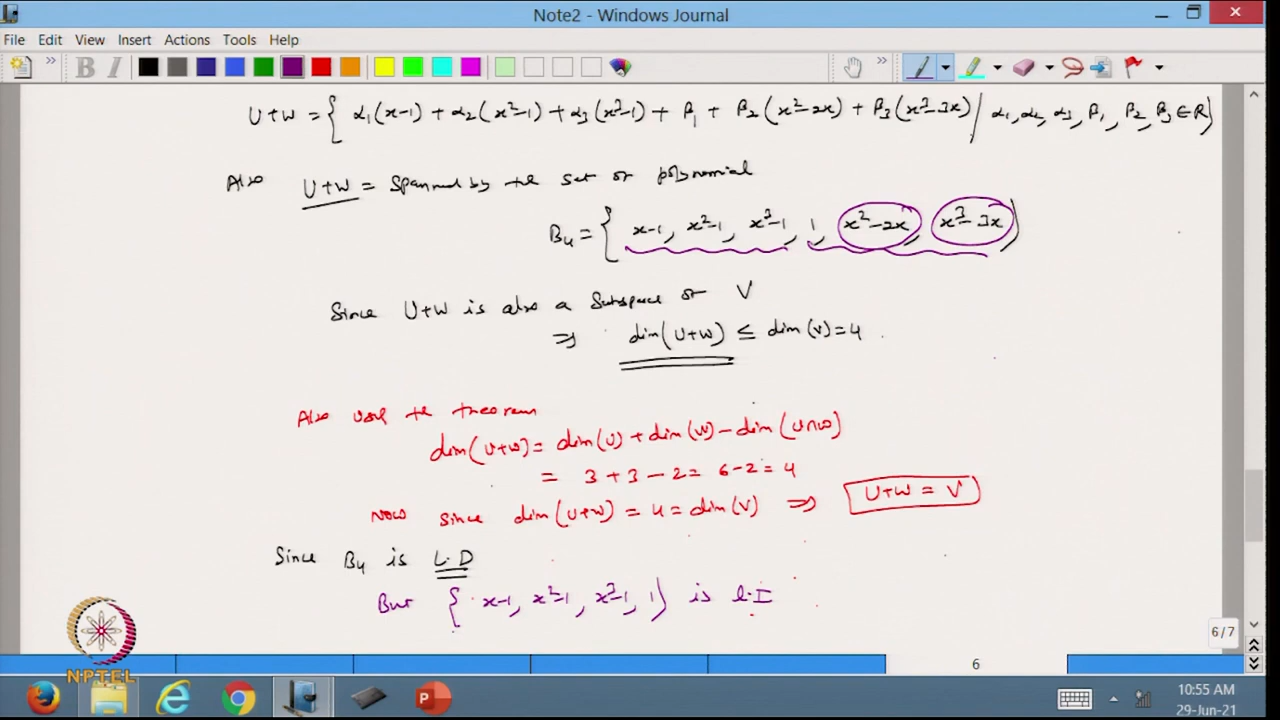 Note2 - Windows Journal
File Edit View Insert Actions Tools Help
U+W = { α₁(x-1) + α₂(x²-1) + α₃(x³-1) + β₁ + β₂(x²-2x) + β₃(x³-3x) / α₁, α₂, α₃, β₁, β₂, β₃ ∈ R}
Also U+W = Spanned by the set of polynomial
B₄ = { x-1, x²-1, x³-1, 1, x²-2x, x³-3x }
Since U+W is also a Subspace of V
⇒ dim(U+W) ≤ dim(V)=4
Also use the theorem
dim(U+W) = dim(U) + dim(W) - dim(U∩W)
= 3 + 3 - 2 = 6-2 = 4
Now since dim(U+W) = 4 = dim(V) ⇒ U+W = V
Since B₄ is L.D
But { x-1, x²-1, x³-1, 1} is L.I
6/7
NPTEL
6
10:55 AM
29-Jun-21